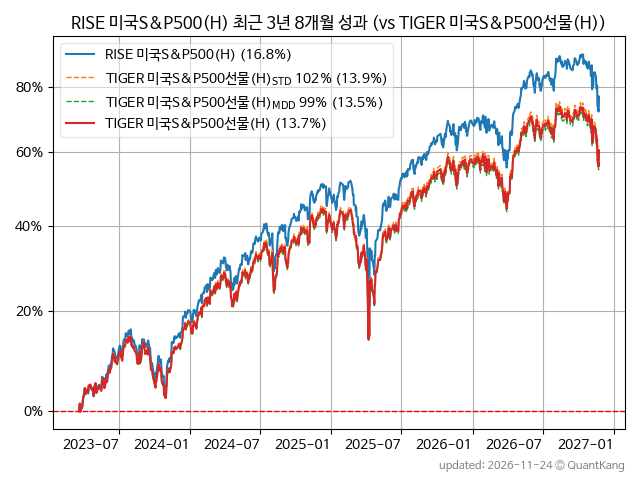 RISE 미국S&P500(H) 최근 3년 8개월 성과 (vs TIGER 미국S&P500선물(H))
RISE 미국S&P500(H) (16.8%)
TIGER 미국S&P500선물(H)STD 102% (13.9%)
TIGER 미국S&P500선물(H)MDD 99% (13.5%)
TIGER 미국S&P500선물(H) (13.7%)
80%
60%
40%
20%
0%
2023-07 2024-01 2024-07 2025-01 2025-07 2026-01 2026-07 2027-01
updated: 2026-11-24 © QuantKang